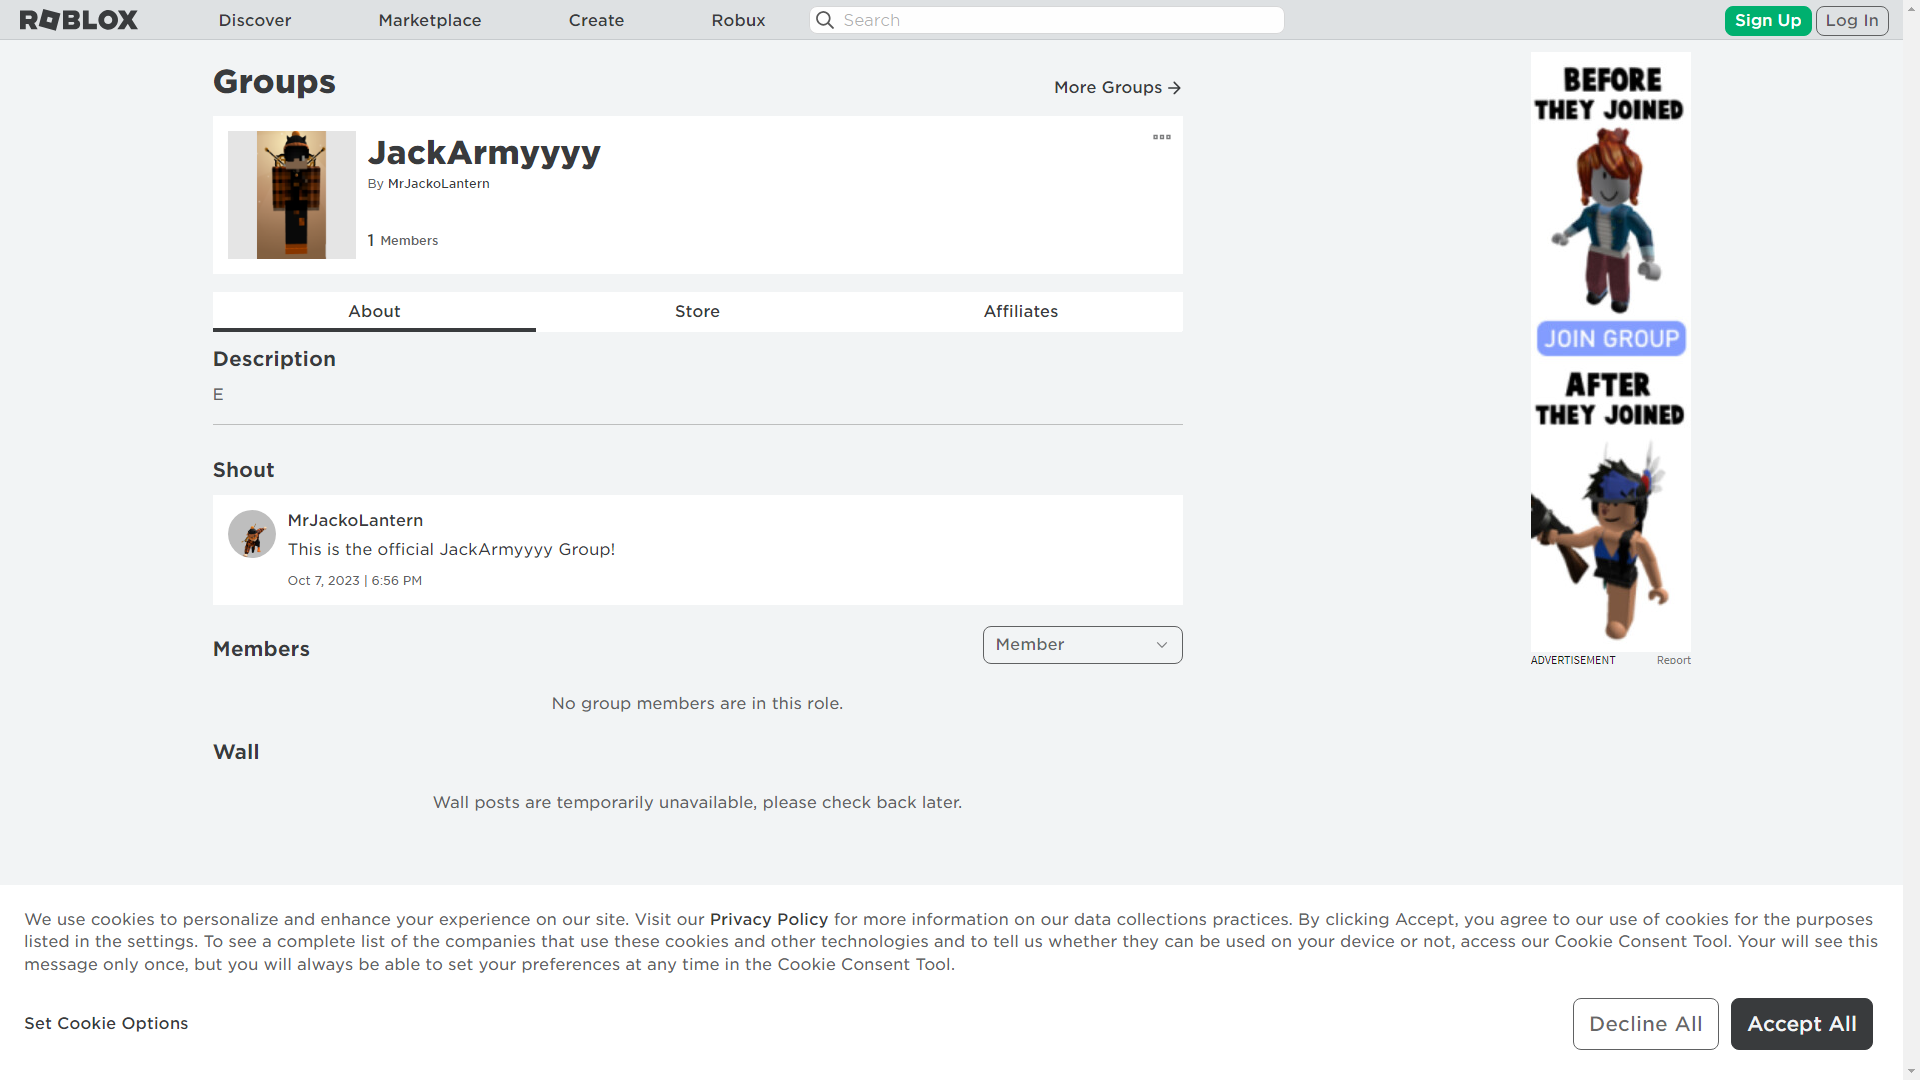 ROBLOX
Discover
Marketplace
Create
Robux
Search
Sign Up
Log In
Groups
More Groups
JackArmyyyy
By MrJackoLantern
1 Members
About
Store
Affiliates
Description
E
Shout
MrJackoLantern
This is the official JackArmyyyy Group!
Oct 7, 2023 | 6:56 PM
Members
Member
No group members are in this role.
Wall
Wall posts are temporarily unavailable, please check back later.
BEFORE
THEY JOINED
JOIN GROUP
AFTER
THEY JOINED
ADVERTISEMENT
Report
We use cookies to personalize and enhance your experience on our site. Visit our Privacy Policy for more information on our data collections practices. By clicking Accept, you agree to our use of cookies for the purposes
listed in the settings. To see a complete list of the companies that use these cookies and other technologies and to tell us whether they can be used on your device or not, access our Cookie Consent Tool. Your will see this
message only once, but you will always be able to set your preferences at any time in the Cookie Consent Tool.
Set Cookie Options
Decline All
Accept All